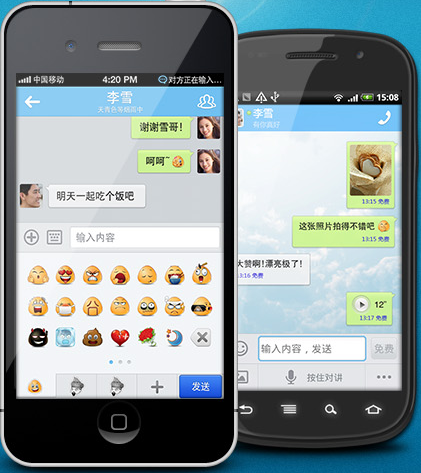 中国移动 4:20 PM 对方正在输入...
李雪
天青色等烟雨中
谢谢雪哥!
呵呵~
明天一起吃个饭吧
输入内容
发送
15:08
李雪
有你真好
13:15 免费
这张照片拍得不错吧
13:15 免费
大赞啊!漂亮极了!
13:16 免费
12"
13:17 免费
输入内容,发送 免费
按住对讲